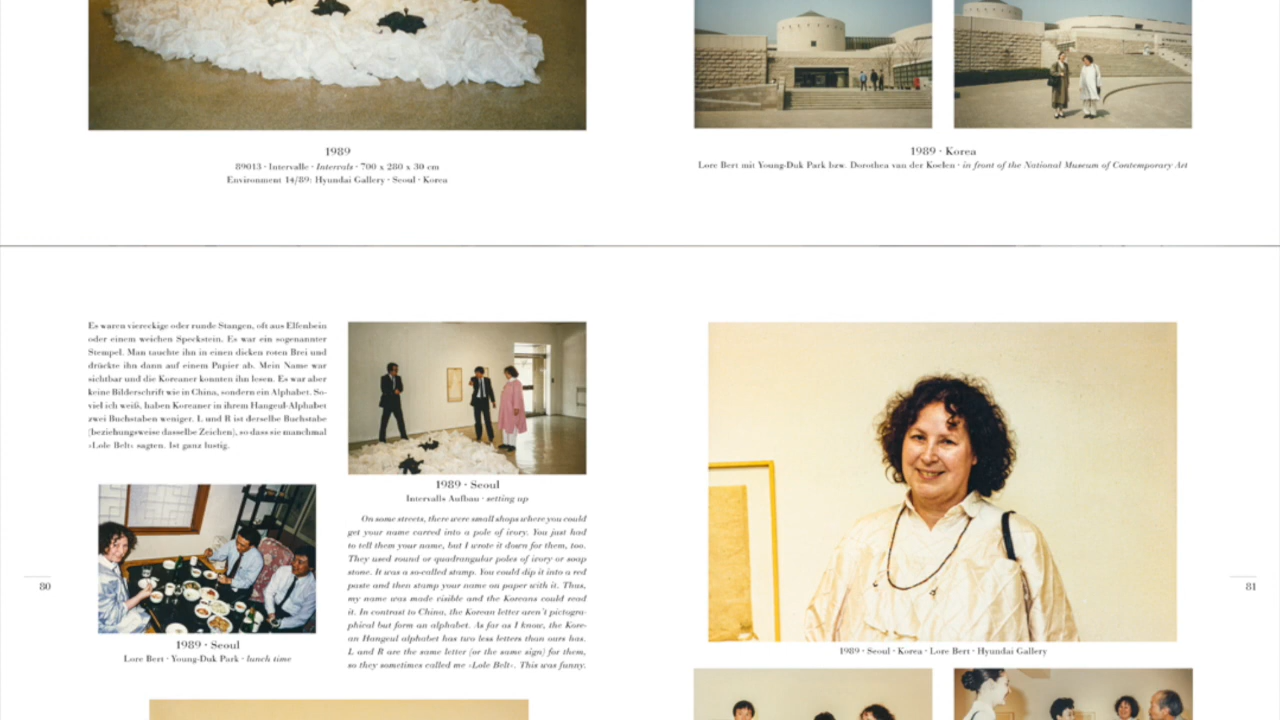 1989
89013 · Intervalle · Intervals · 700 x 280 x 30 cm
Environment 14/89: Hyundai Gallery · Seoul · Korea
1989 · Korea
Lore Bert mit Young-Duk Park bzw. Dorothea van der Koelen · in front of the National Museum of Contemporary Art
Es waren viereckige oder runde Stangen, oft aus Elfenbein
oder einem weichen Speckstein. Es war ein sogenannter
Stempel. Man tauchte ihn in einen dicken roten Brei und
drückte ihn dann auf einem Papier ab. Mein Name war
sichtbar und die Koreaner konnten ihn lesen. Es war aber
keine Bilderschrift wie in China, sondern ein Alphabet. So-
viel ich weiß, haben Koreaner in ihrem Hangeul-Alphabet
zwei Buchstaben weniger. L und R ist derselbe Buchstabe
(beziehungsweise dasselbe Zeichen), so dass sie manchmal
›Lole Belt‹ sagten. Ist ganz lustig.
1989 · Seoul
Lore Bert · Young-Duk Park · lunch time
80
1989 · Seoul
Intervalls Aufbau · setting up
On some streets, there were small shops where you could
get your name carved into a pole of ivory. You just had
to tell them your name, but I wrote it down for them, too.
They used round or quadrangular poles of ivory or soap
stone. It was a so-called stamp. You could dip it into a red
paste and then stamp your name on paper with it. Thus,
my name was made visible and the Koreans could read
it. In contrast to China, the Korean letter aren't pictogra-
phical but form an alphabet. As far as I know, the Kore-
an Hangeul alphabet has two less letters than ours has.
L and R are the same letter (or the same sign) for them,
so they sometimes called me ›Lole Belt‹. This was funny.
1989 · Seoul · Korea · Lore Bert · Hyundai Gallery
81